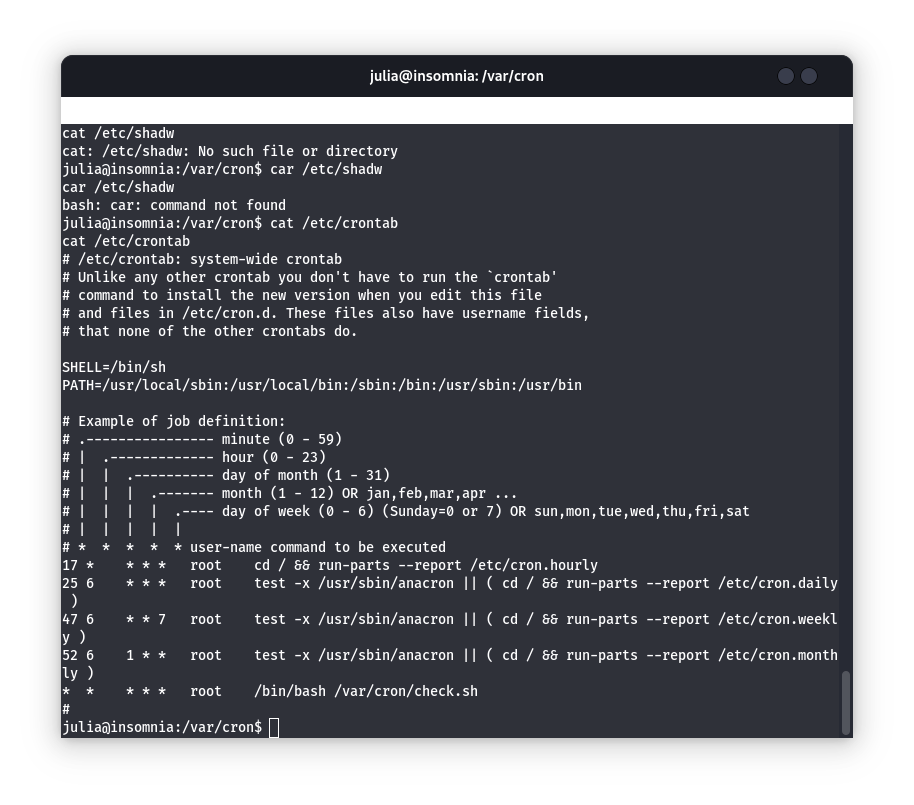 julia@insomnia: /var/cron
cat /etc/shadw
cat: /etc/shadw: No such file or directory
julia@insomnia:/var/cron$ car /etc/shadw
car /etc/shadw
bash: car: command not found
julia@insomnia:/var/cron$ cat /etc/crontab
cat /etc/crontab
# /etc/crontab: system-wide crontab
# Unlike any other crontab you don't have to run the `crontab'
# command to install the new version when you edit this file
# and files in /etc/cron.d. These files also have username fields,
# that none of the other crontabs do.

SHELL=/bin/sh
PATH=/usr/local/sbin:/usr/local/bin:/sbin:/bin:/usr/sbin:/usr/bin

# Example of job definition:
# .---------------- minute (0 - 59)
# |  .------------- hour (0 - 23)
# |  |  .---------- day of month (1 - 31)
# |  |  |  .------- month (1 - 12) OR jan,feb,mar,apr ...
# |  |  |  |  .---- day of week (0 - 6) (Sunday=0 or 7) OR sun,mon,tue,wed,thu,fri,sat
# |  |  |  |  |
# *  *  *  *  * user-name command to be executed
17 *    * * *   root    cd / && run-parts --report /etc/cron.hourly
25 6    * * *   root    test -x /usr/sbin/anacron || ( cd / && run-parts --report /etc/cron.daily
 )
47 6    * * 7   root    test -x /usr/sbin/anacron || ( cd / && run-parts --report /etc/cron.weekl
y )
52 6    1 * *   root    test -x /usr/sbin/anacron || ( cd / && run-parts --report /etc/cron.month
ly )
*  *    * * *   root    /bin/bash /var/cron/check.sh
#
julia@insomnia:/var/cron$